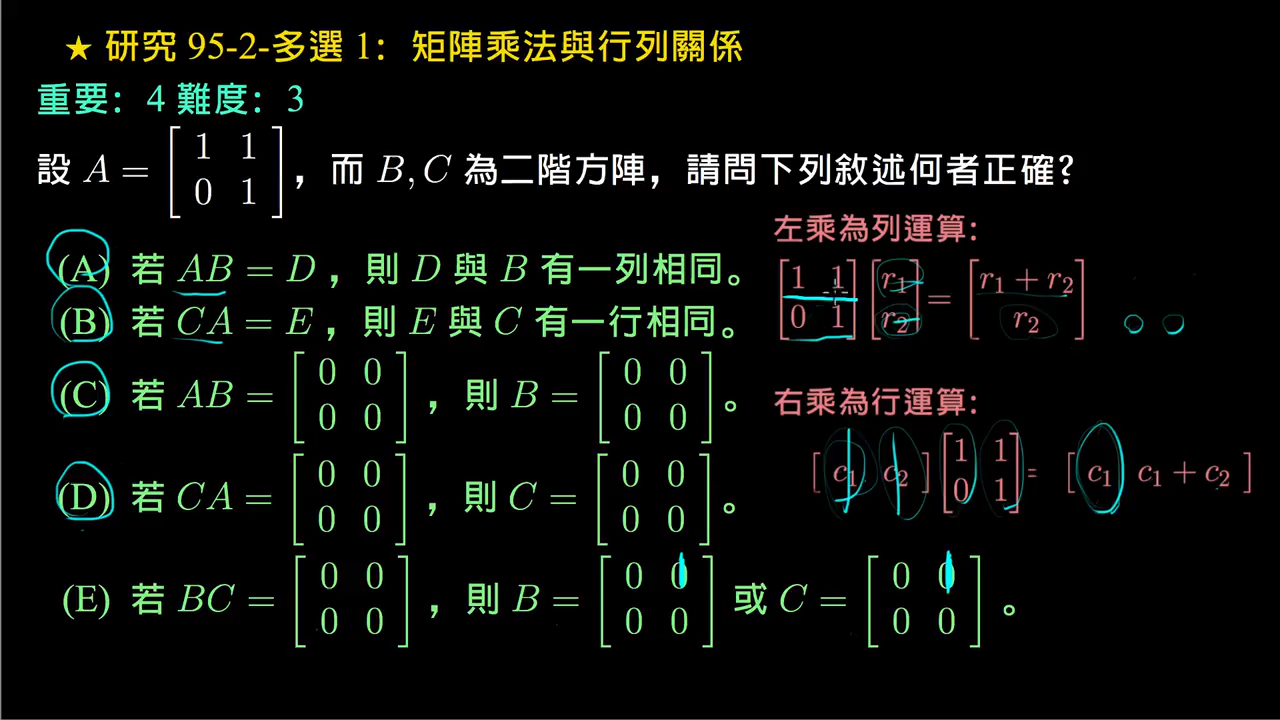 ★ 研究 95-2-多選 1：矩陣乘法與行列關係
重要：4 難度：3
設 A = [ 1 1 ; 0 1 ]，而 B, C 為二階方陣，請問下列敘述何者正確？
(A) 若 AB = D，則 D 與 B 有一列相同。
(B) 若 CA = E，則 E 與 C 有一行相同。
(C) 若 AB = [ 0 0 ; 0 0 ]，則 B = [ 0 0 ; 0 0 ]。
(D) 若 CA = [ 0 0 ; 0 0 ]，則 C = [ 0 0 ; 0 0 ]。
(E) 若 BC = [ 0 0 ; 0 0 ]，則 B = [ 0 0 ; 0 0 ] 或 C = [ 0 0 ; 0 0 ]。
左乘為列運算：
[ 1 1 ; 0 1 ] [ r₁ ; r₂ ] = [ r₁ + r₂ ; r₂ ]
右乘為行運算：
[ c₁ c₂ ] [ 1 1 ; 0 1 ] = [ c₁ c₁ + c₂ ]